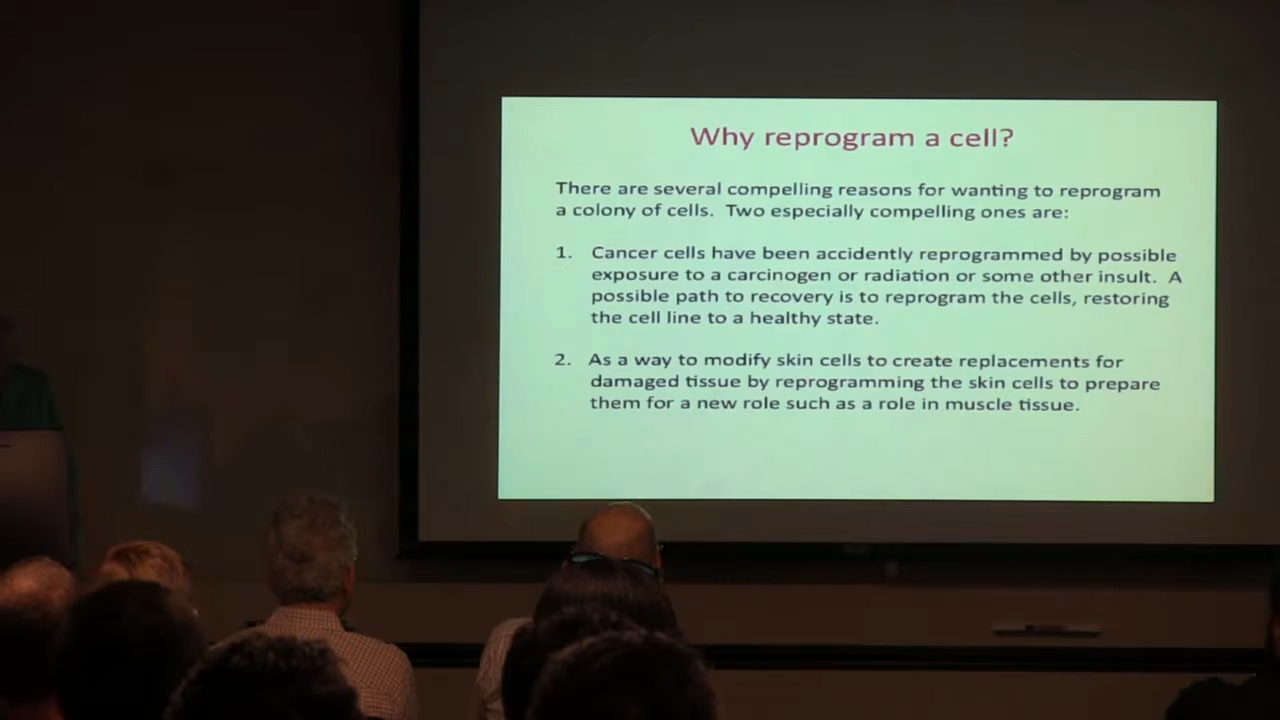 Why reprogram a cell?
There are several compelling reasons for wanting to reprogram
a colony of cells. Two especially compelling ones are:
1. Cancer cells have been accidently reprogrammed by possible
exposure to a carcinogen or radiation or some other insult. A
possible path to recovery is to reprogram the cells, restoring
the cell line to a healthy state.
2. As a way to modify skin cells to create replacements for
damaged tissue by reprogramming the skin cells to prepare
them for a new role such as a role in muscle tissue.